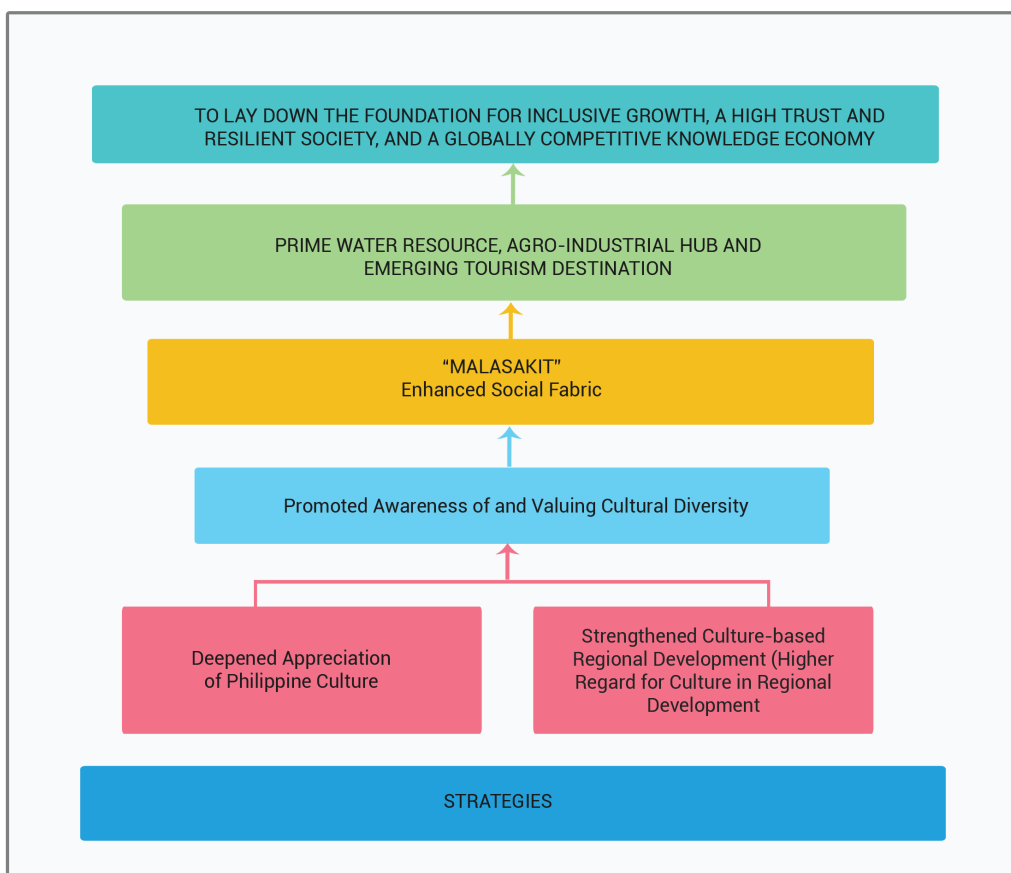 TO LAY DOWN THE FOUNDATION FOR INCLUSIVE GROWTH, A HIGH TRUST AND
RESILIENT SOCIETY, AND A GLOBALLY COMPETITIVE KNOWLEDGE ECONOMY
PRIME WATER RESOURCE, AGRO-INDUSTRIAL HUB AND
EMERGING TOURISM DESTINATION
“MALASAKIT”
Enhanced Social Fabric
Promoted Awareness of and Valuing Cultural Diversity
Deepened Appreciation
of Philippine Culture
Strengthened Culture-based
Regional Development (Higher
Regard for Culture in Regional
Development
STRATEGIES